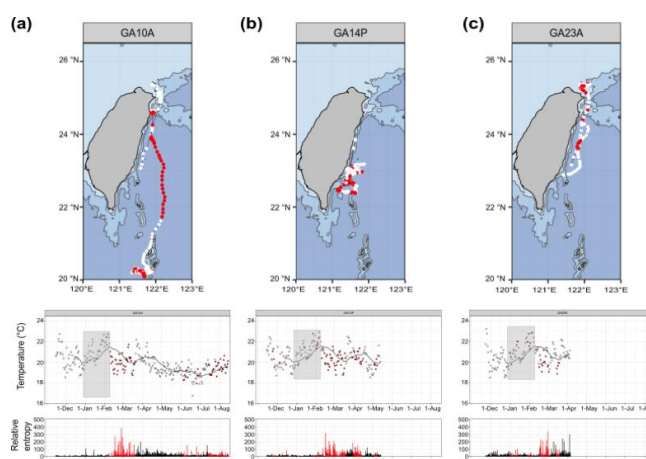 (a) GA10A (b) GA14P (c) GA23A
26 °N 26 °N 26 °N
24 °N 24 °N 24 °N
22 °N 22 °N 22 °N
20 °N 20 °N 20 °N
120°E 121°E 122°E 123°E 120°E 121°E 122°E 123°E 120°E 121°E 122°E 123°E
Temperature (°C)
24 24 24
22 22 22
20 20 20
18 18 18
16 16 16
1-Dec 1-Jan 1-Feb 1-Mar 1-Apr 1-May 1-Jun 1-Jul 1-Aug 1-Dec 1-Jan 1-Feb 1-Mar 1-Apr 1-May 1-Jun 1-Jul 1-Aug 1-Dec 1-Jan 1-Feb 1-Mar 1-Apr 1-May 1-Jun 1-Jul 1-Aug
Relative
entropy
500 500 500
400 400 400
300 300 300
200 200 200
100 100 100
0 0 0